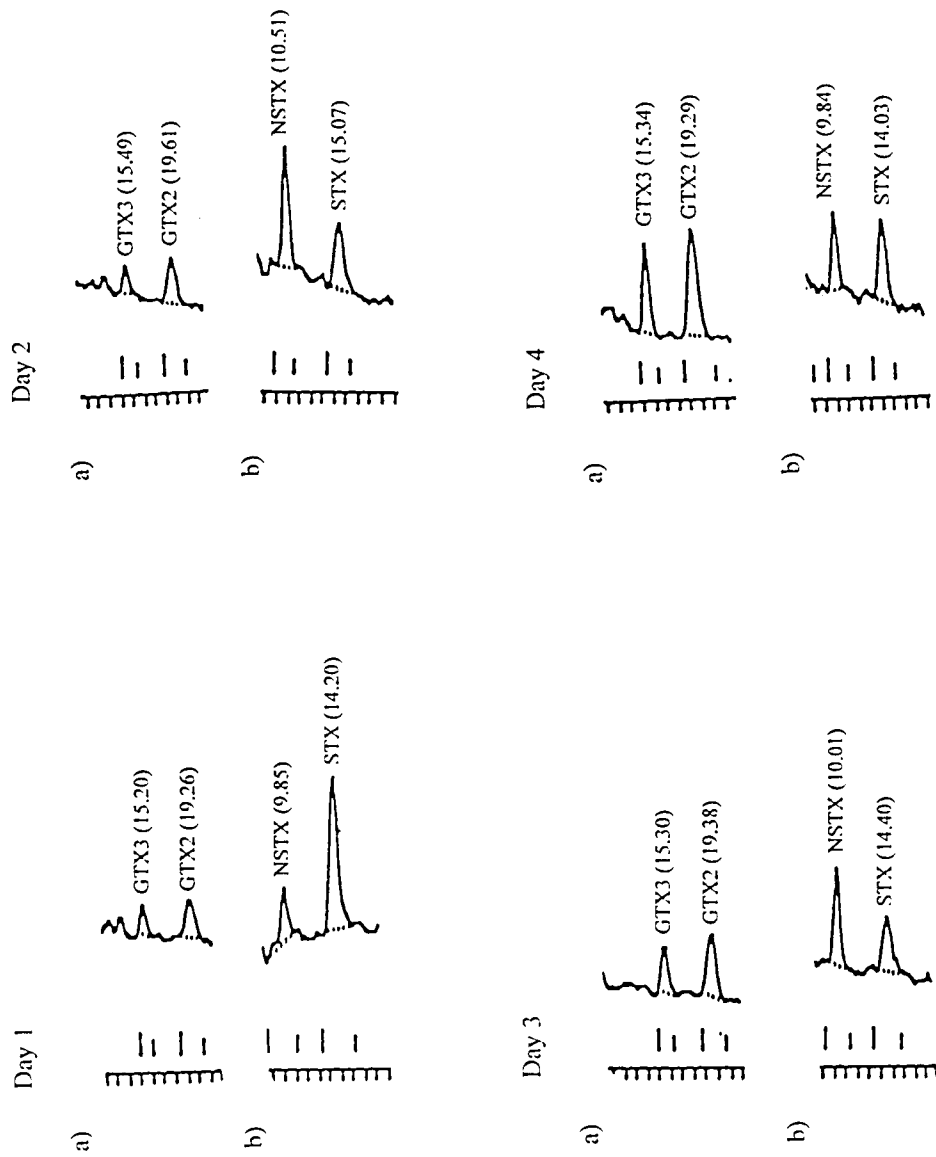 Day 1
a)
GTX3 (15.20)
GTX2 (19.26)
b)
NSTX (9.85)
STX (14.20)
Day 2
a)
GTX3 (15.49)
GTX2 (19.61)
b)
NSTX (10.51)
STX (15.07)
Day 3
a)
GTX3 (15.30)
GTX2 (19.38)
b)
NSTX (10.01)
STX (14.40)
Day 4
a)
GTX3 (15.34)
GTX2 (19.29)
b)
NSTX (9.84)
STX (14.03)